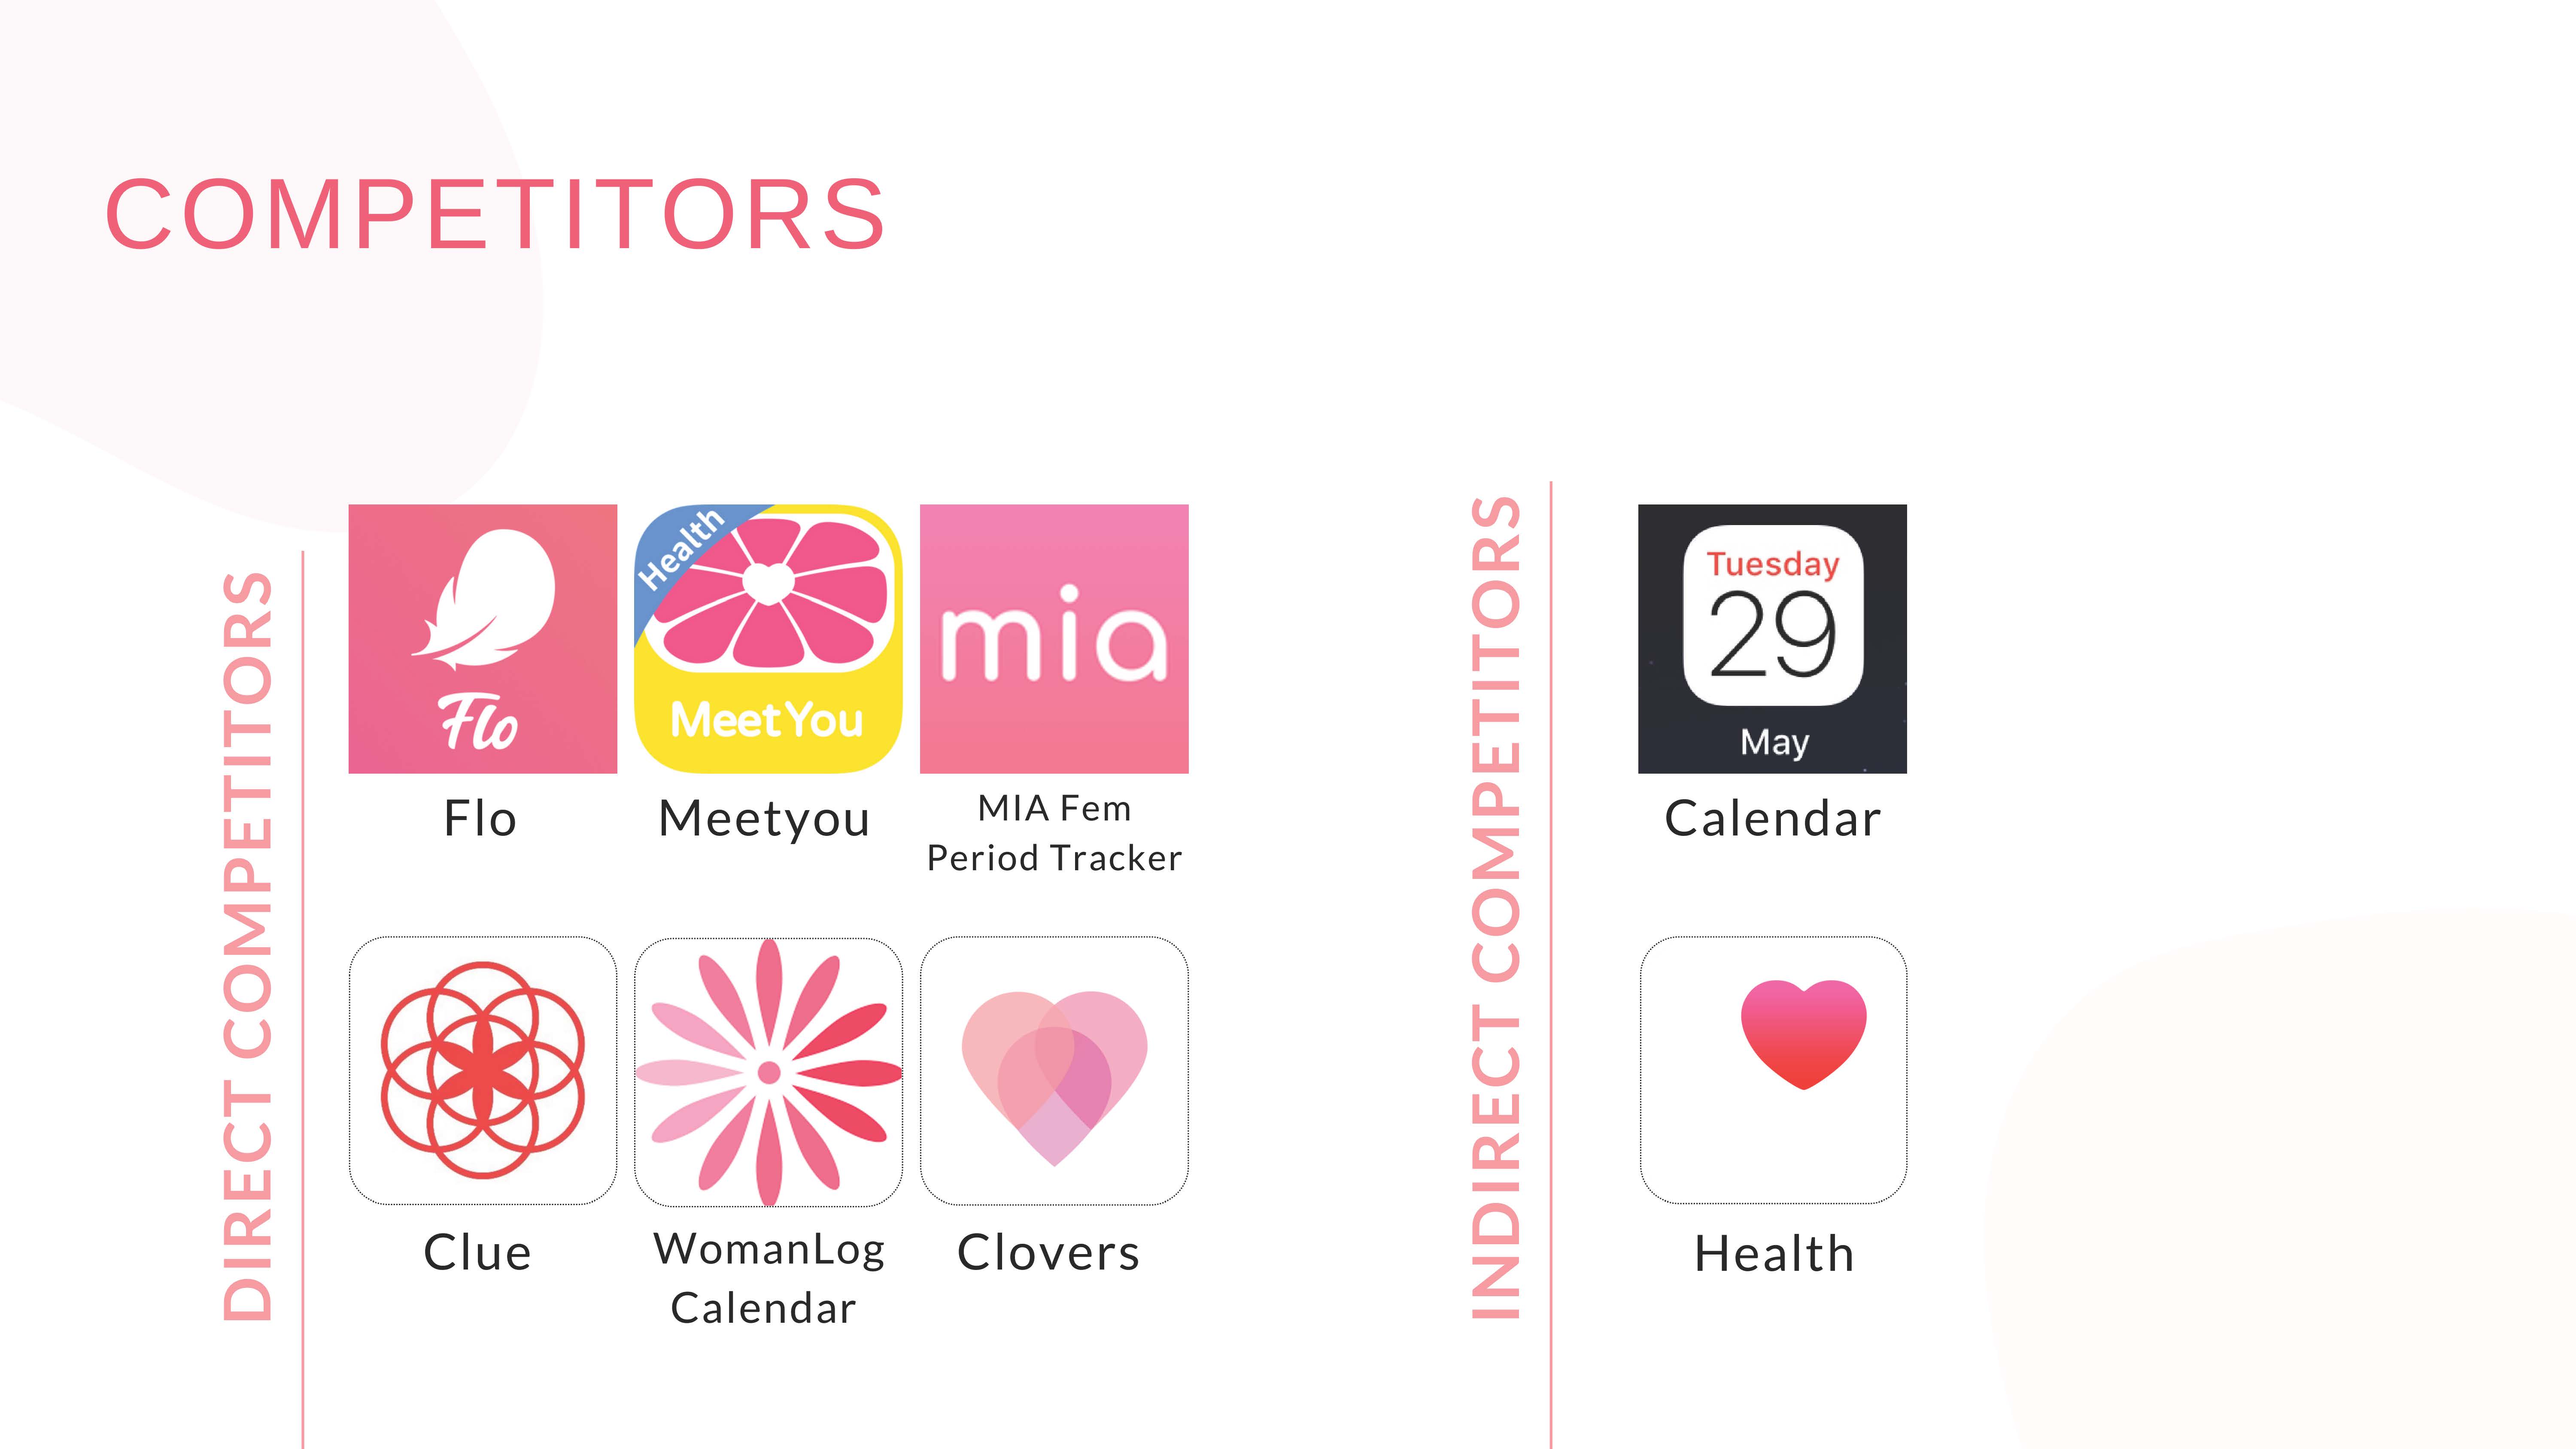 COMPETITORS
DIRECT COMPETITORS
Flo
Health
MeetYou
mia
Flo
Meetyou
MIA Fem
Period Tracker
Clue
WomanLog
Calendar
Clovers
INDIRECT COMPETITORS
Tuesday
29
May
Calendar
Health